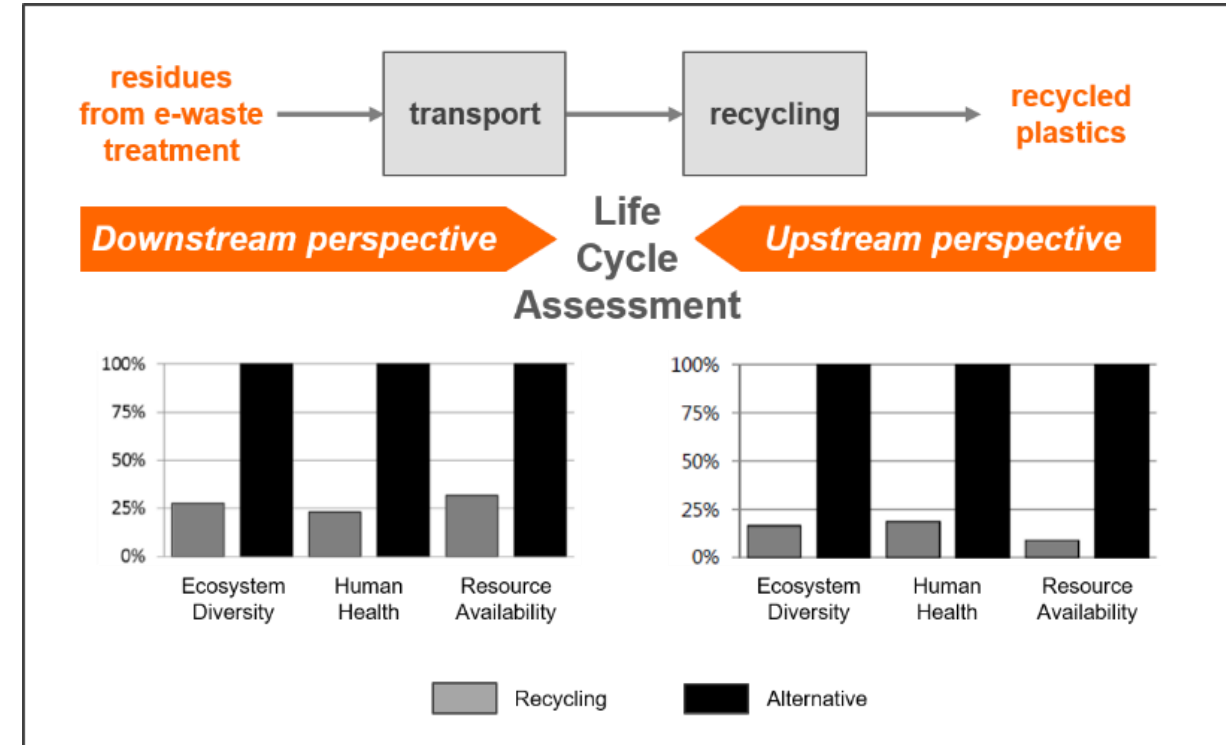 residues
from e-waste
treatment
transport
recycling
recycled
plastics
Downstream perspective
Life
Cycle
Assessment
Upstream perspective
100%
75%
50%
25%
0%
Ecosystem
Diversity
Human
Health
Resource
Availability
100%
75%
50%
25%
0%
Ecosystem
Diversity
Human
Health
Resource
Availability
Recycling
Alternative